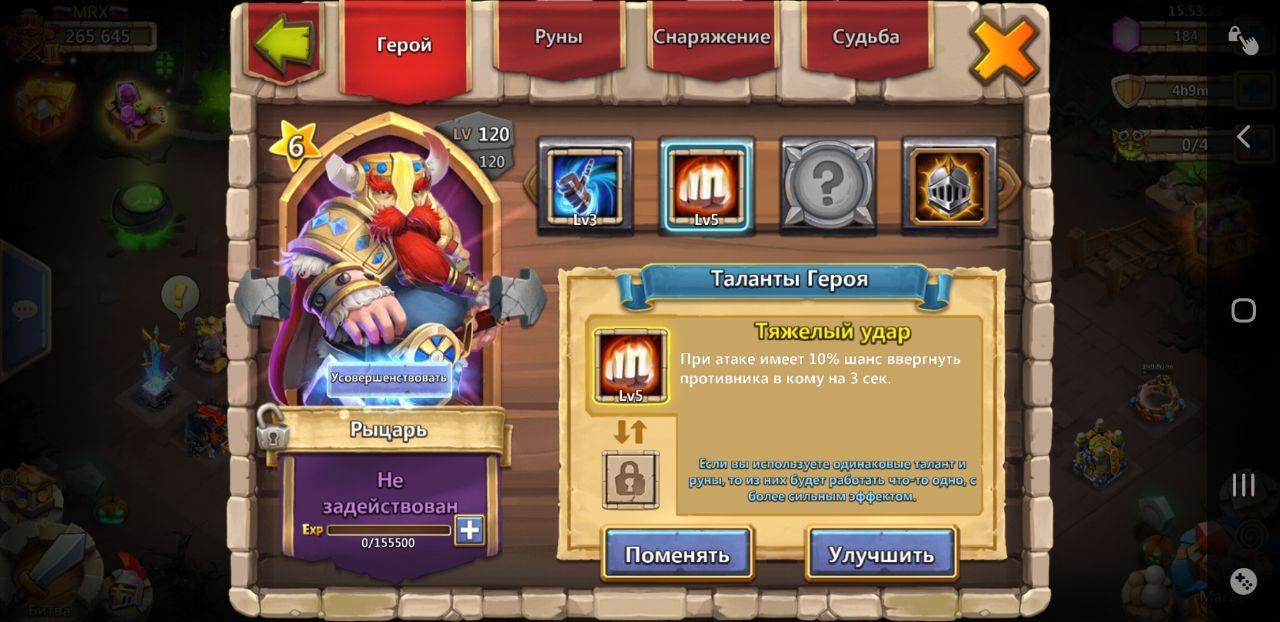 MRX
265 645
Герой
Руны
Снаряжение
Судьба
15:53:28
184
4h9m
0/4
6
LV 120
120
Lv3
Lv5
?
Таланты Героя
Тяжелый удар
При атаке имеет 10% шанс ввергнуть
противника в кому на 3 сек.
Lv5
Если вы используете одинаковые талант и
руны, то из них будет работать что-то одно, с
более сильным эффектом.
Усовершенствовать
Рыцарь
Не
задействован
Exp
0/155500
Поменять
Улучшить
Битва